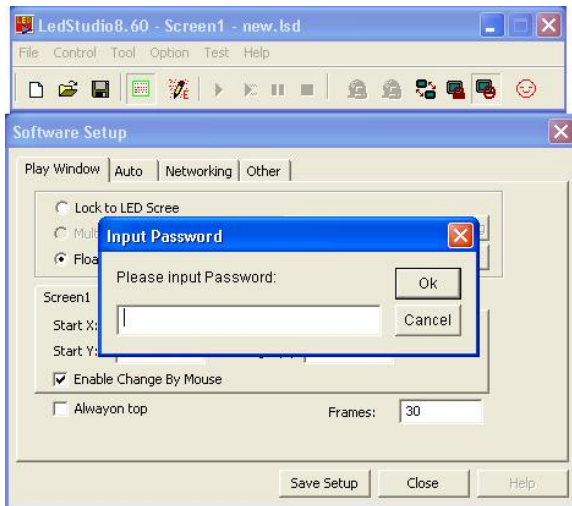 LedStudio8.60 - Screen1 - new.lsd
File Control Tool Option Test Help
Software Setup
Play Window Auto Networking Other
Lock to LED Scree
Input Password
Please input Password:
Ok
Cancel
Screen1
Start X:
Start Y:
Enable Change By Mouse
Alwayon top
Frames: 30
Save Setup Close Help